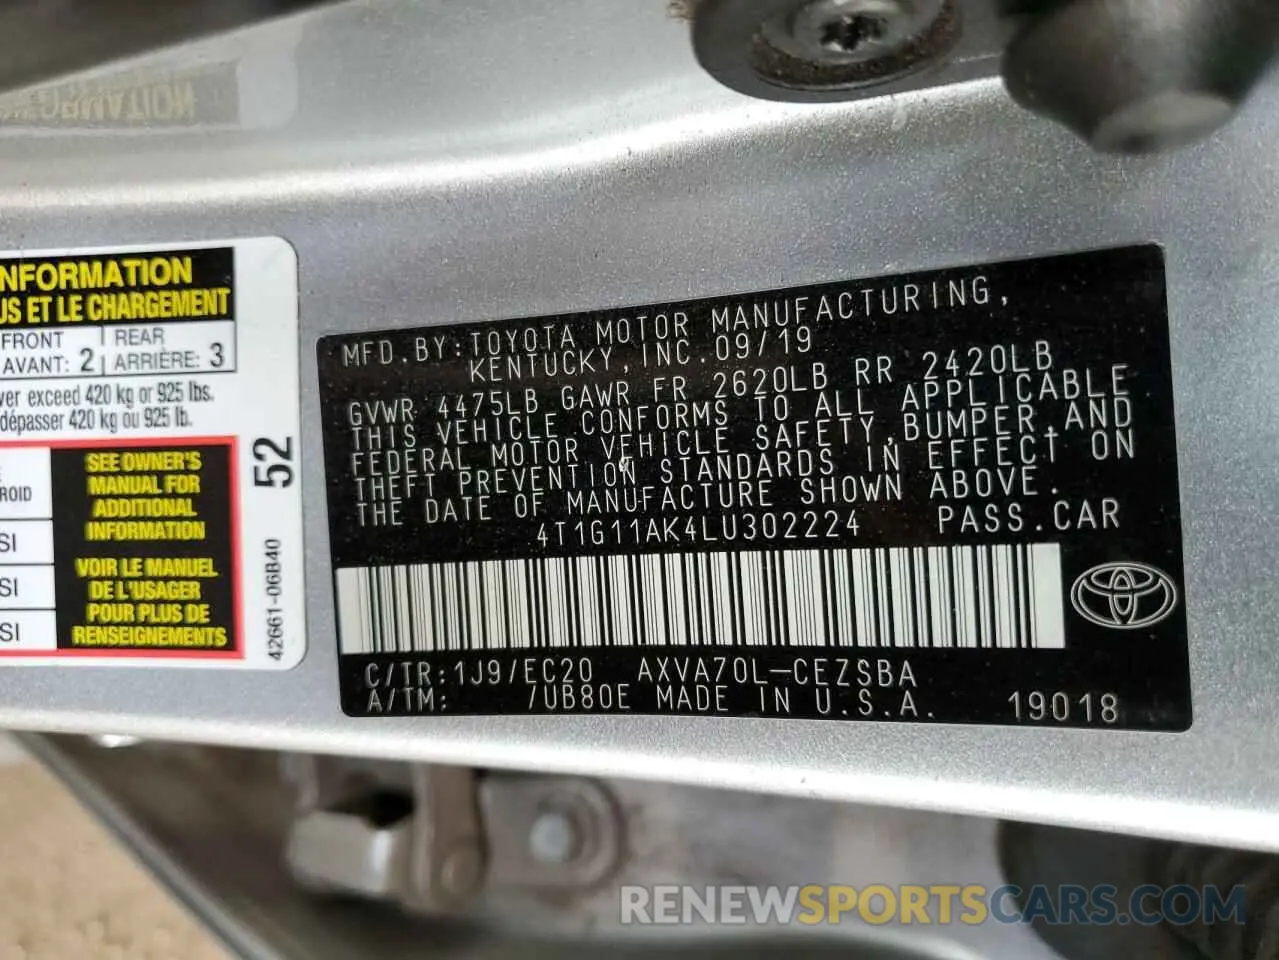 NFORMATION
US ET LE CHARGEMENT
FRONT
REAR
AVANT: 2
ARRIÈRE: 3
ver exceed 420 kg or 925 lbs.
dépasser 420 kg ou 925 lb.
ROID
SI
SI
SI
SEE OWNER'S
MANUAL FOR
ADDITIONAL
INFORMATION
VOIR LE MANUEL
DE L'USAGER
POUR PLUS DE
RENSEIGNEMENTS
52
42661-06B40
MFD.BY:TOYOTA MOTOR MANUFACTURING,
KENTUCKY,INC.09/19
GVWR 4475LB GAWR FR 2620LB RR 2420LB
THIS VEHICLE CONFORMS TO ALL APPLICABLE
FEDERAL MOTOR VEHICLE SAFETY,BUMPER,AND
THEFT PREVENTION STANDARDS IN EFFECT ON
THE DATE OF MANUFACTURE SHOWN ABOVE.
4T1G11AK4LU302224 PASS.CAR
C/TR:1J9/EC20 AXVA70L-CEZSBA
A/TM: /UB80E MADE IN U.S.A. 19018
RENEWSPORTSCARS.COM